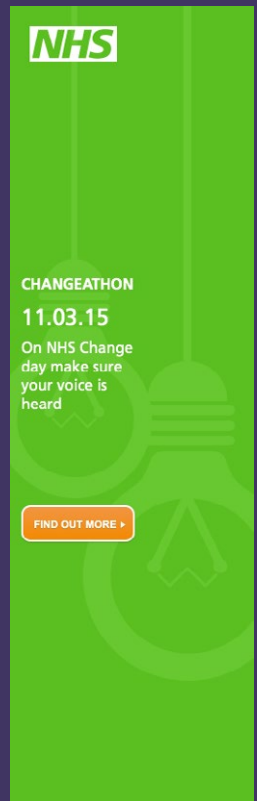 NHS
CHANGEATHON
11.03.15
On NHS Change
day make sure
your voice is
heard
FIND OUT MORE